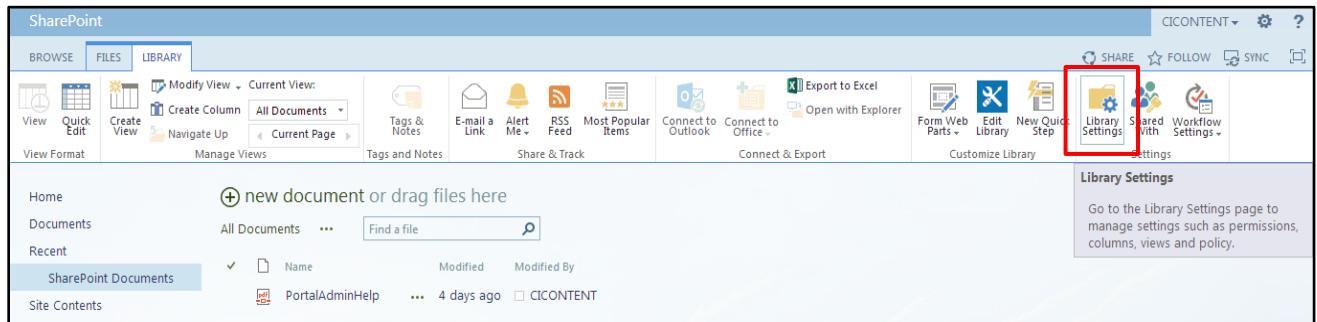 SharePoint
CICONTENT
?
BROWSE FILES LIBRARY
SHARE FOLLOW SYNC
View
Quick Edit
Create View
Modify View
Create Column
Navigate Up
Current View:
All Documents
Current Page
Tags & Notes
E-mail a Link
Alert Me
RSS Feed
Most Popular Items
Connect to Outlook
Connect to Office
Export to Excel
Open with Explorer
Form Web Parts
Edit Library
New Quick Step
Library Settings
Shared With
Workflow Settings
View Format Manage Views Tags and Notes Share & Track Connect & Export Customize Library Settings
Library Settings
Go to the Library Settings page to
manage settings such as permissions,
columns, views and policy.
Home
Documents
Recent
SharePoint Documents
Site Contents
new document or drag files here
All Documents ••• Find a file
Name Modified Modified By
pdf PortalAdminHelp ••• 4 days ago CICONTENT